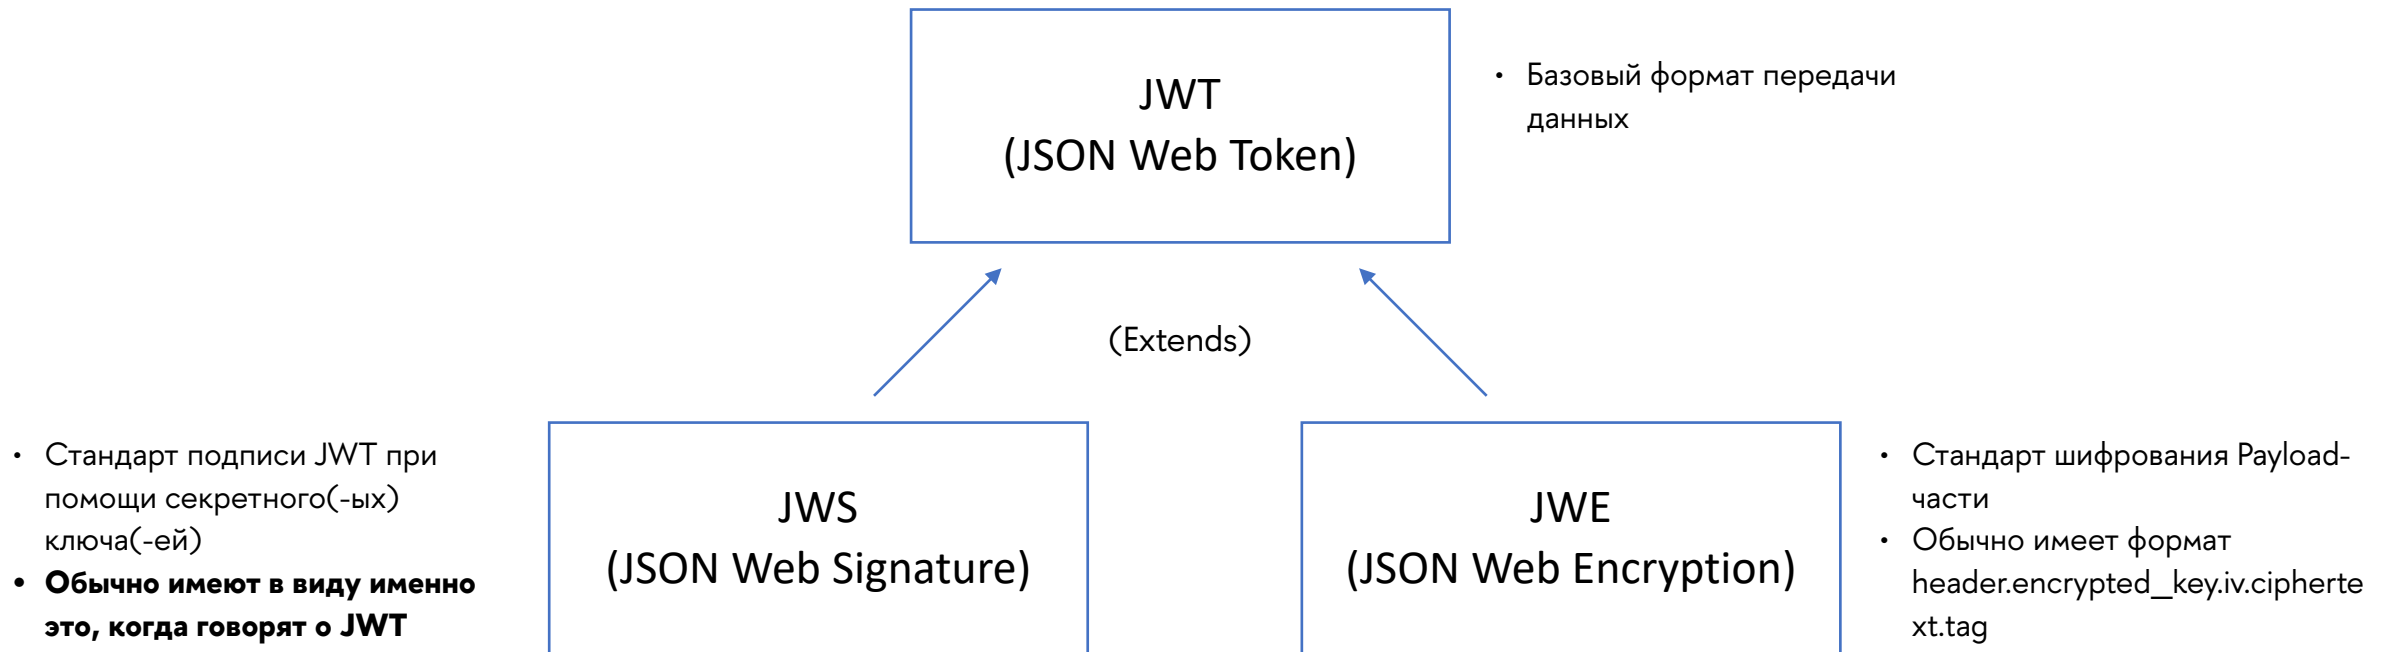 JWT
(JSON Web Token)
• Базовый формат передачи
данных
(Extends)
• Стандарт подписи JWT при
помощи секретного(-ых)
ключа(-ей)
• Обычно имеют в виду именно
это, когда говорят о JWT
JWS
(JSON Web Signature)
JWE
(JSON Web Encryption)
• Стандарт шифрования Payload-
части
• Обычно имеет формат
header.encrypted_key.iv.cipherte
xt.tag